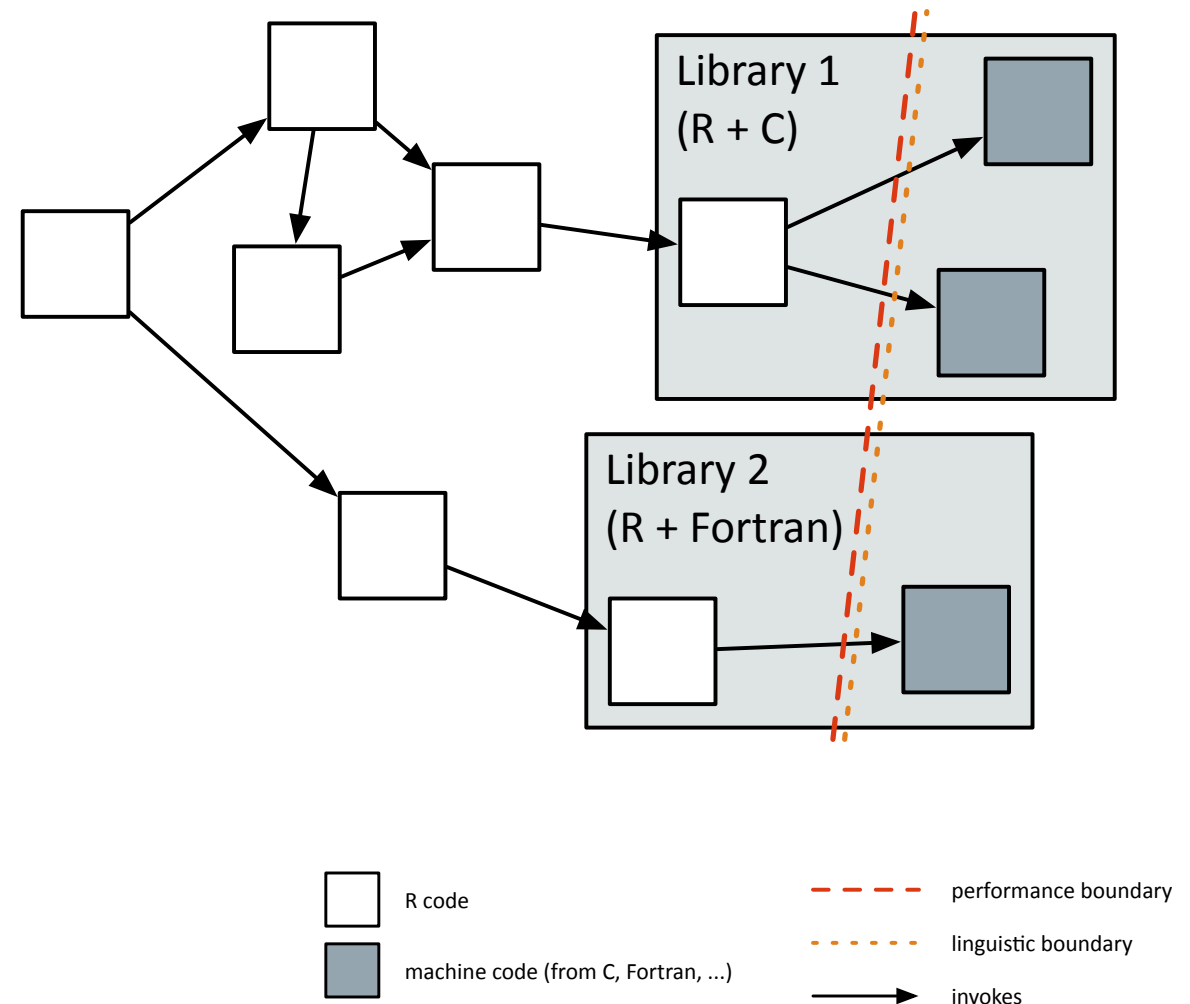 Library 1
(R + C)
Library 2
(R + Fortran)
R code
machine code (from C, Fortran, ...)
performance boundary
linguistic boundary
invokes